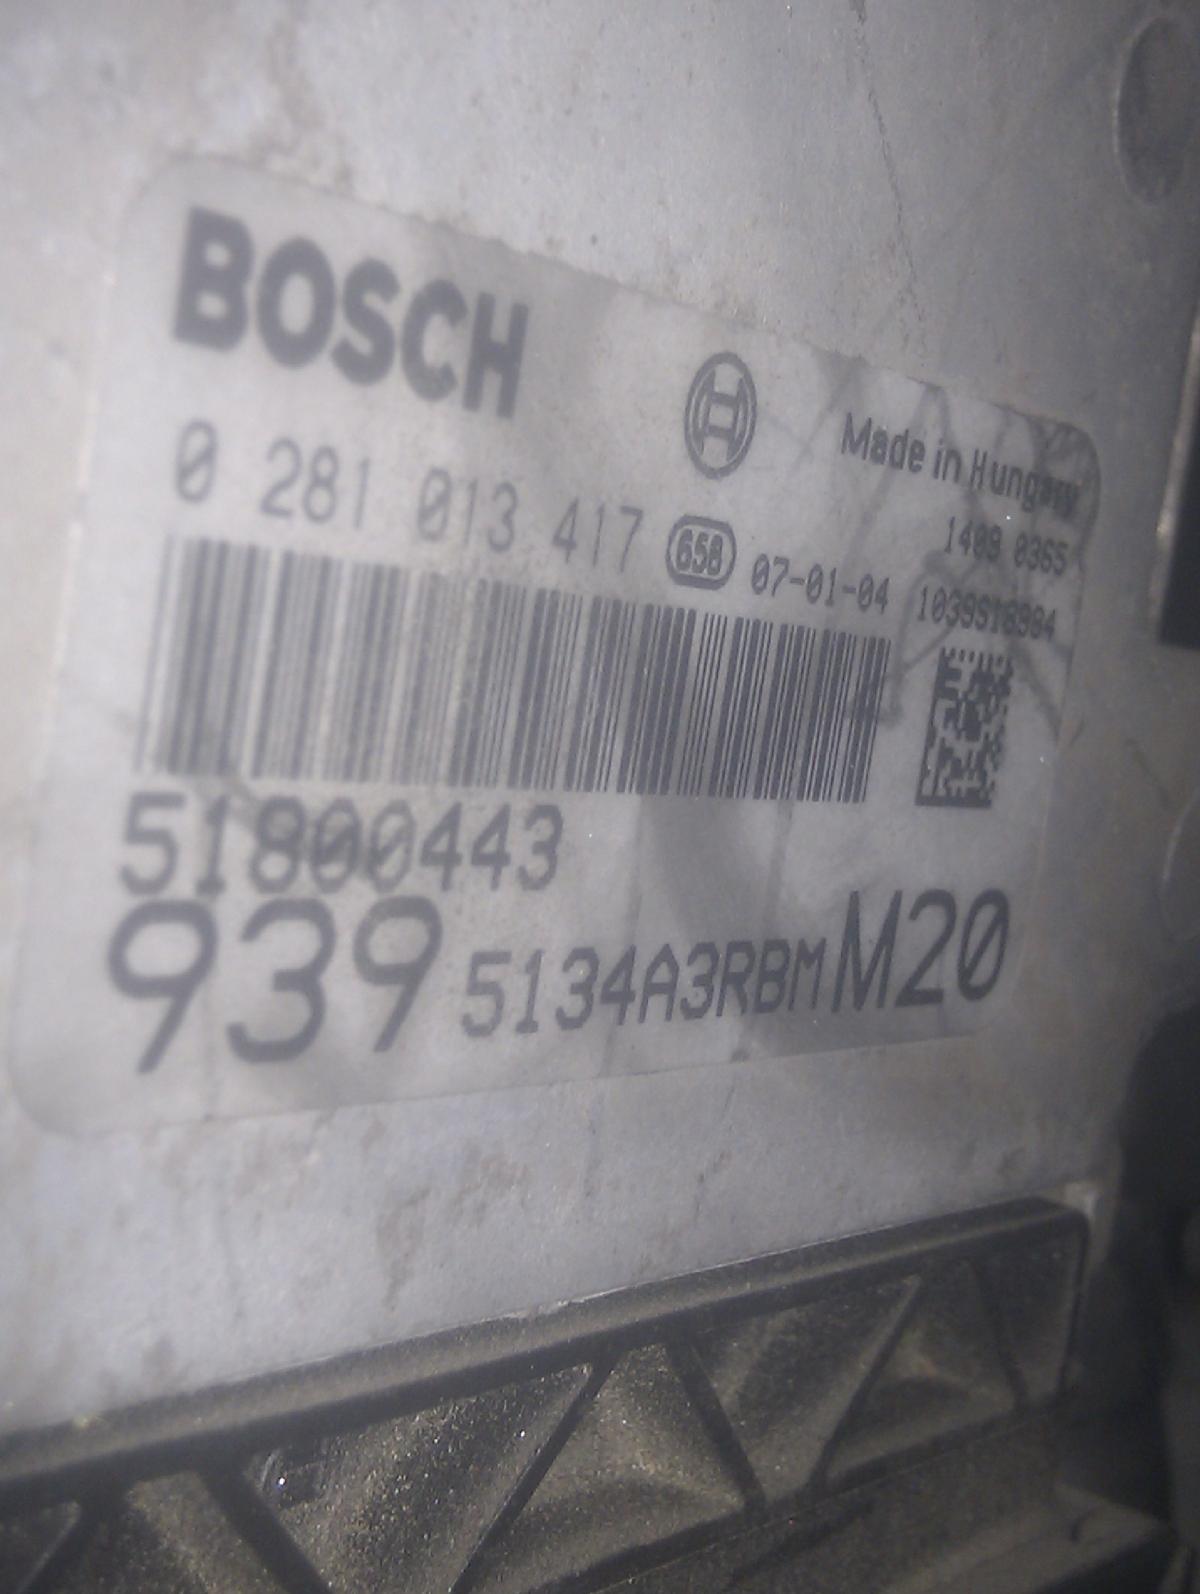 BOSCH
Made in Hungary
0 281 013 417 658 07-01-04
1409 0365
1039S18984
51800443
939 5134A3RBM M20